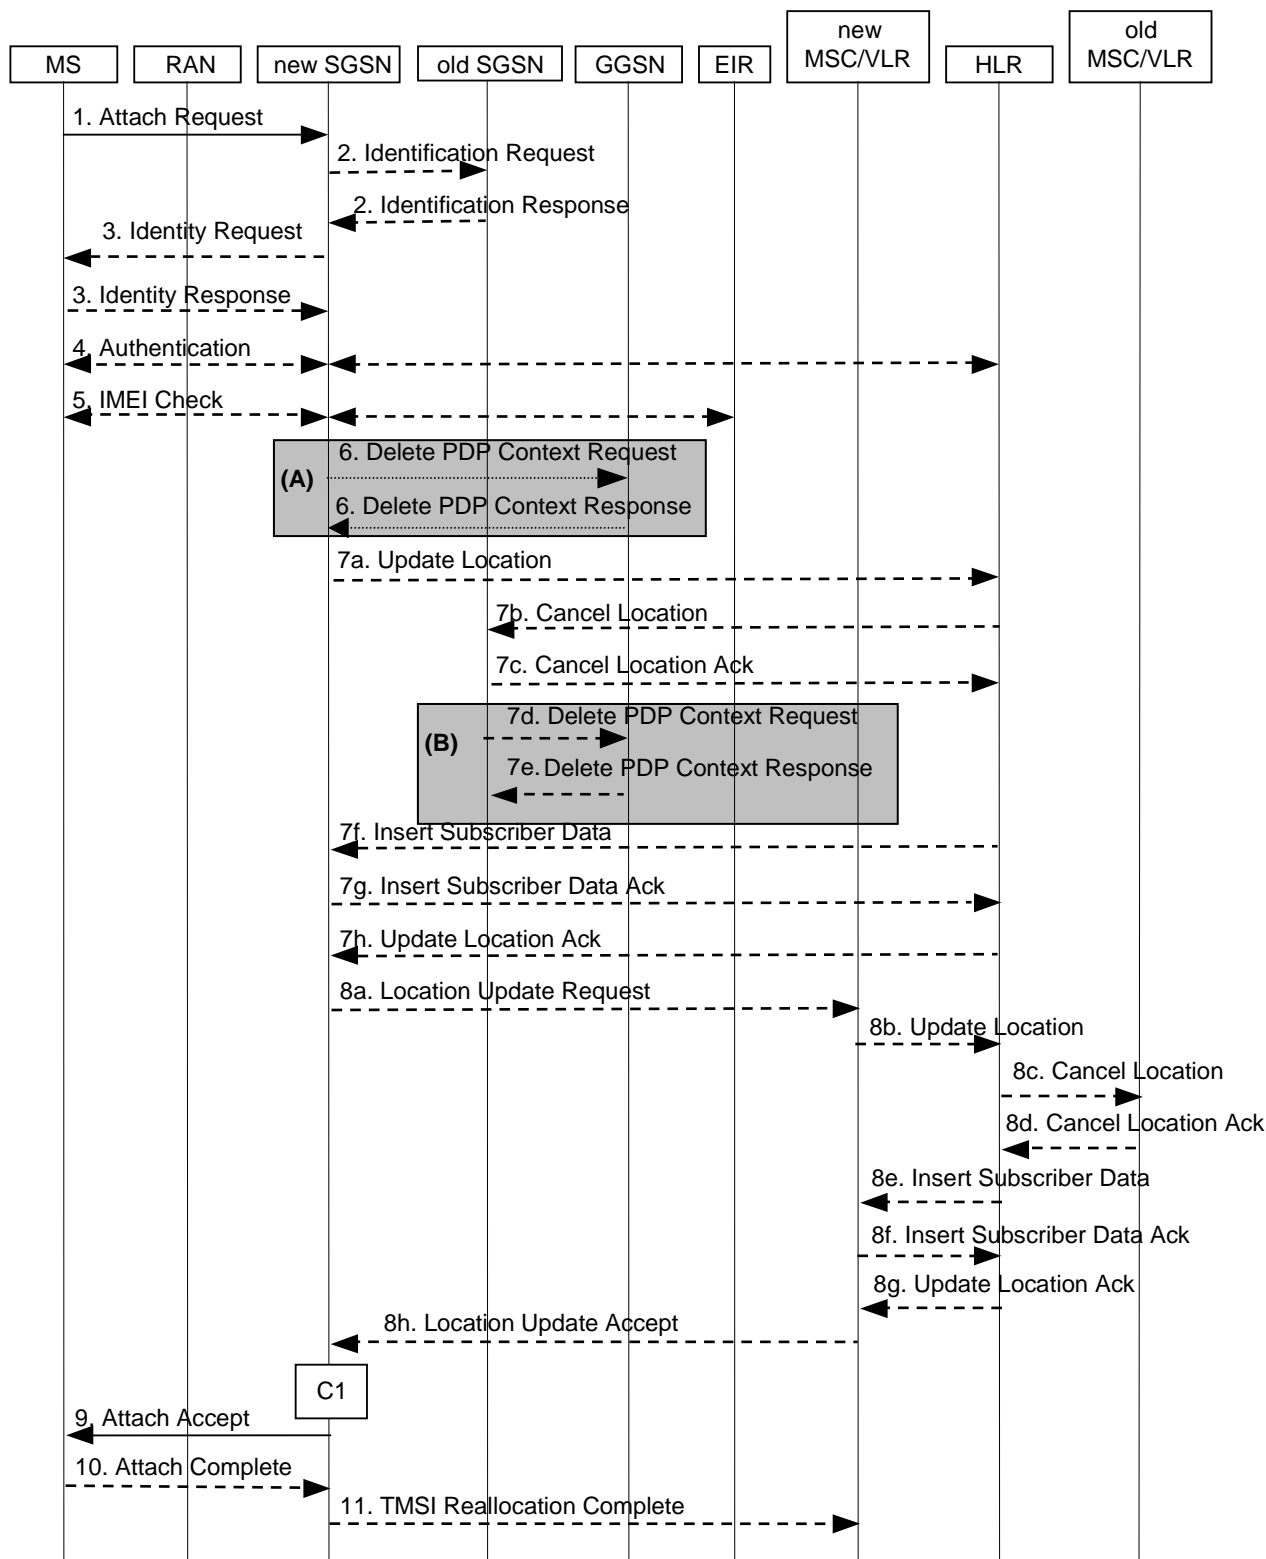 new
MSC/VLR
old
MSC/VLR
MS
RAN
new SGSN
old SGSN
GGSN
EIR
HLR
1. Attach Request
2. Identification Request
2. Identification Response
3. Identity Request
3. Identity Response
4. Authentication
5. IMEI Check
(A)
6. Delete PDP Context Request
6. Delete PDP Context Response
7a. Update Location
7b. Cancel Location
7c. Cancel Location Ack
(B)
7d. Delete PDP Context Request
7e. Delete PDP Context Response
7f. Insert Subscriber Data
7g. Insert Subscriber Data Ack
7h. Update Location Ack
8a. Location Update Request
8b. Update Location
8c. Cancel Location
8d. Cancel Location Ack
8e. Insert Subscriber Data
8f. Insert Subscriber Data Ack
8g. Update Location Ack
8h. Location Update Accept
C1
9. Attach Accept
10. Attach Complete
11. TMSI Reallocation Complete